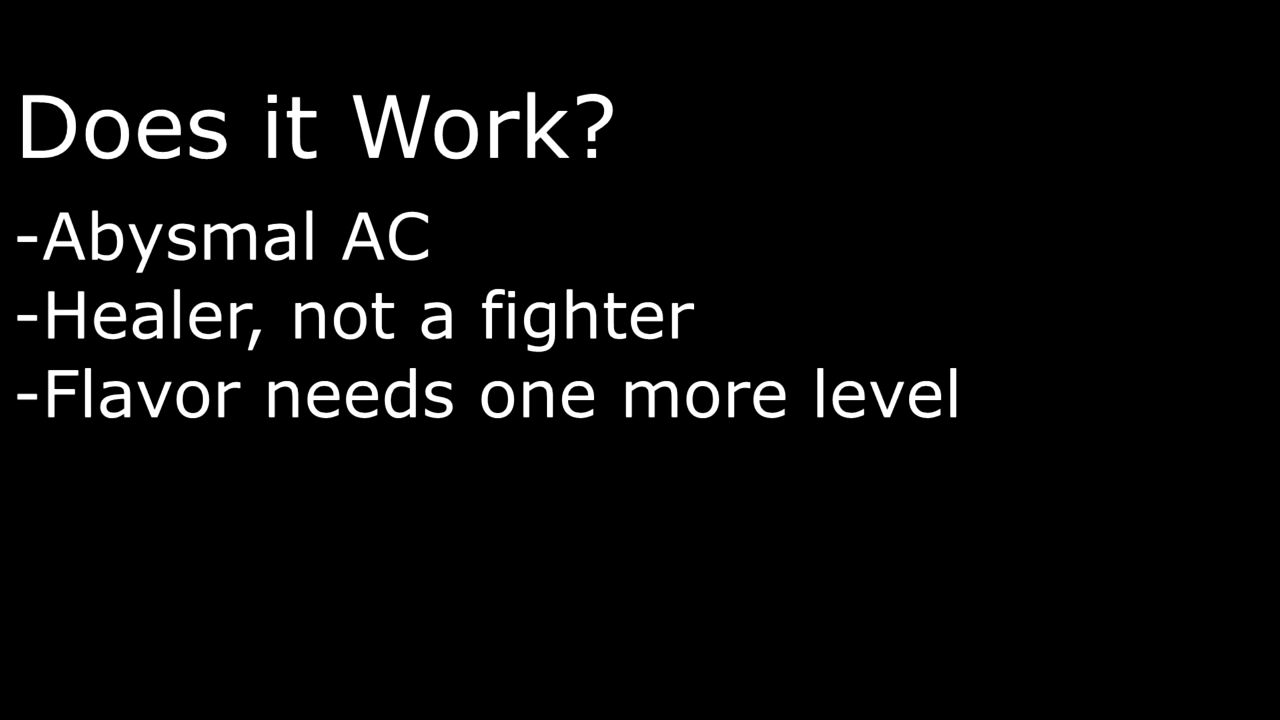 Does it Work?
-Abysmal AC
-Healer, not a fighter
-Flavor needs one more level